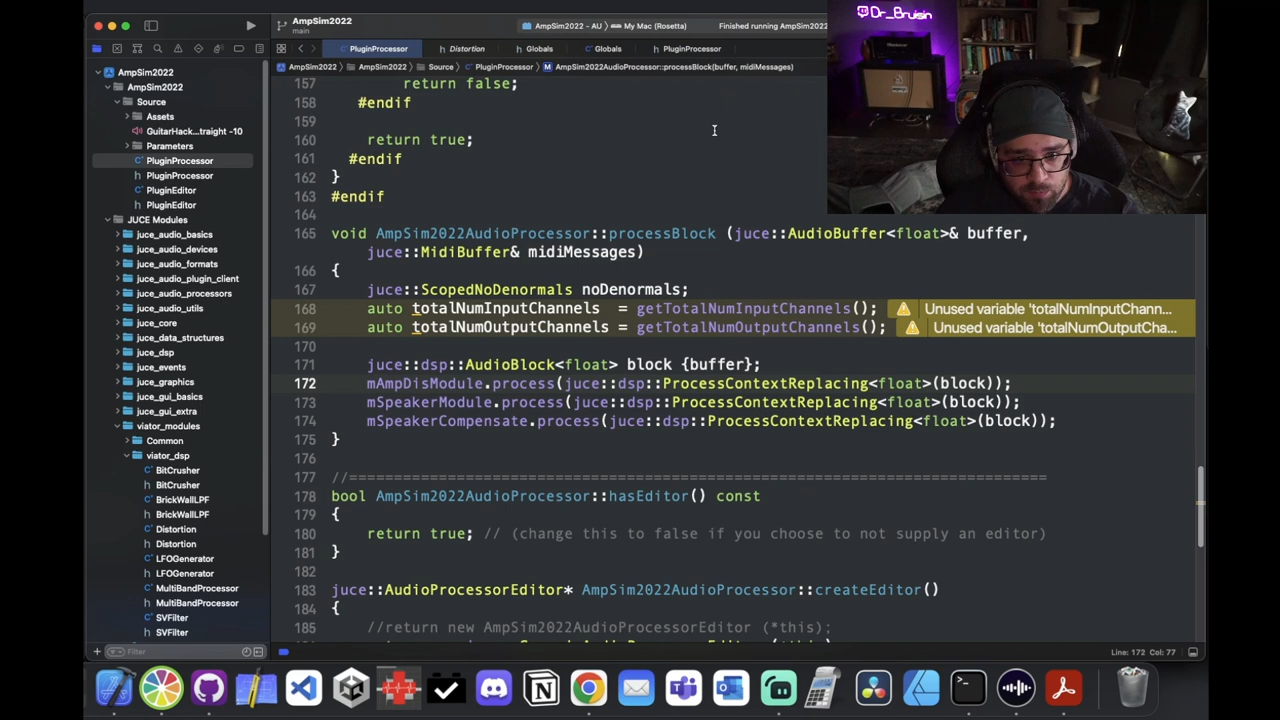 AmpSim2022
main
AmpSim2022 - AU
My Mac (Rosetta)
Finished running AmpSim2022
Dr_Bruisin
PluginProcessor
Distortion
Globals
Globals
PluginProcessor
AmpSim2022
AmpSim2022
Source
PluginProcessor
M AmpSim2022AudioProcessor::processBlock(buffer, midiMessages)
AmpSim2022
AmpSim2022
Source
Assets
GuitarHack...traight -10
Parameters
PluginProcessor
PluginProcessor
PluginEditor
PluginEditor
JUCE Modules
juce_audio_basics
juce_audio_devices
juce_audio_formats
juce_audio_plugin_client
juce_audio_processors
juce_audio_utils
juce_core
juce_data_structures
juce_dsp
juce_events
juce_graphics
juce_gui_basics
juce_gui_extra
viator_modules
Common
viator_dsp
BitCrusher
BitCrusher
BrickWallLPF
BrickWallLPF
Distortion
Distortion
LFOGenerator
LFOGenerator
MultiBandProcessor
MultiBandProcessor
SVFilter
SVFilter
Filter
157 return false;
158 #endif
159
160 return true;
161 #endif
162 }
163 #endif
164
165 void AmpSim2022AudioProcessor::processBlock (juce::AudioBuffer<float>& buffer,
juce::MidiBuffer& midiMessages)
166 {
167 juce::ScopedNoDenormals noDenormals;
168 auto totalNumInputChannels = getTotalNumInputChannels(); Unused variable 'totalNumInputChann...
169 auto totalNumOutputChannels = getTotalNumOutputChannels(); Unused variable 'totalNumOutputCha...
170
171 juce::dsp::AudioBlock<float> block {buffer};
172 mAmpDisModule.process(juce::dsp::ProcessContextReplacing<float>(block));
173 mSpeakerModule.process(juce::dsp::ProcessContextReplacing<float>(block));
174 mSpeakerCompensate.process(juce::dsp::ProcessContextReplacing<float>(block));
175 }
176
177 //==============================================================================
178 bool AmpSim2022AudioProcessor::hasEditor() const
179 {
180 return true; // (change this to false if you choose to not supply an editor)
181 }
182
183 juce::AudioProcessorEditor* AmpSim2022AudioProcessor::createEditor()
184 {
185 //return new AmpSim2022AudioProcessorEditor (*this);
Line: 172 Col: 77